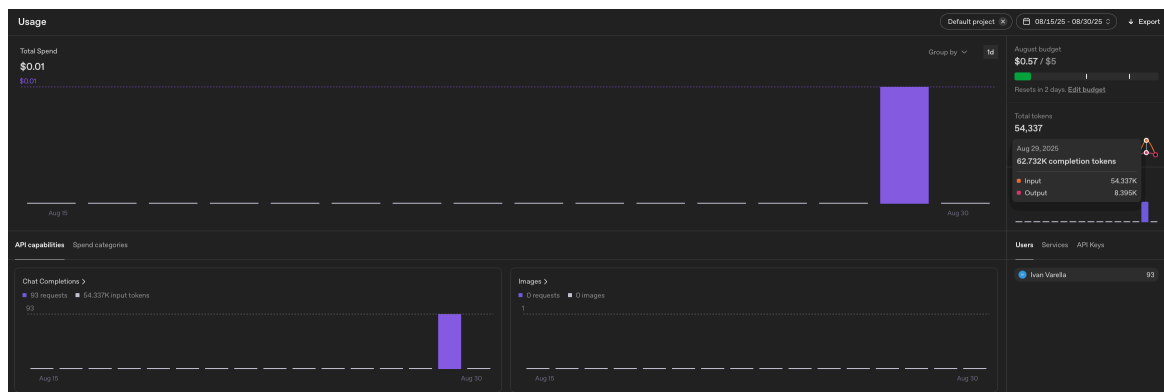 Usage
Default project
08/15/25 - 08/30/25
Export
Total Spend
$0.01
$0.01
Group by
1d
Aug 15
Aug 30
August budget
$0.57 / $5
Resets in 2 days. Edit budget
Total tokens
54,337
Aug 29, 2025
62.732K completion tokens
Input 54.337K
Output 8.395K
API capabilities
Spend categories
Users
Services
API Keys
Chat Completions
93 requests
54.337K input tokens
93
Aug 15
Aug 30
Images
0 requests
0 images
1
Aug 15
Aug 30
Ivan Varella 93